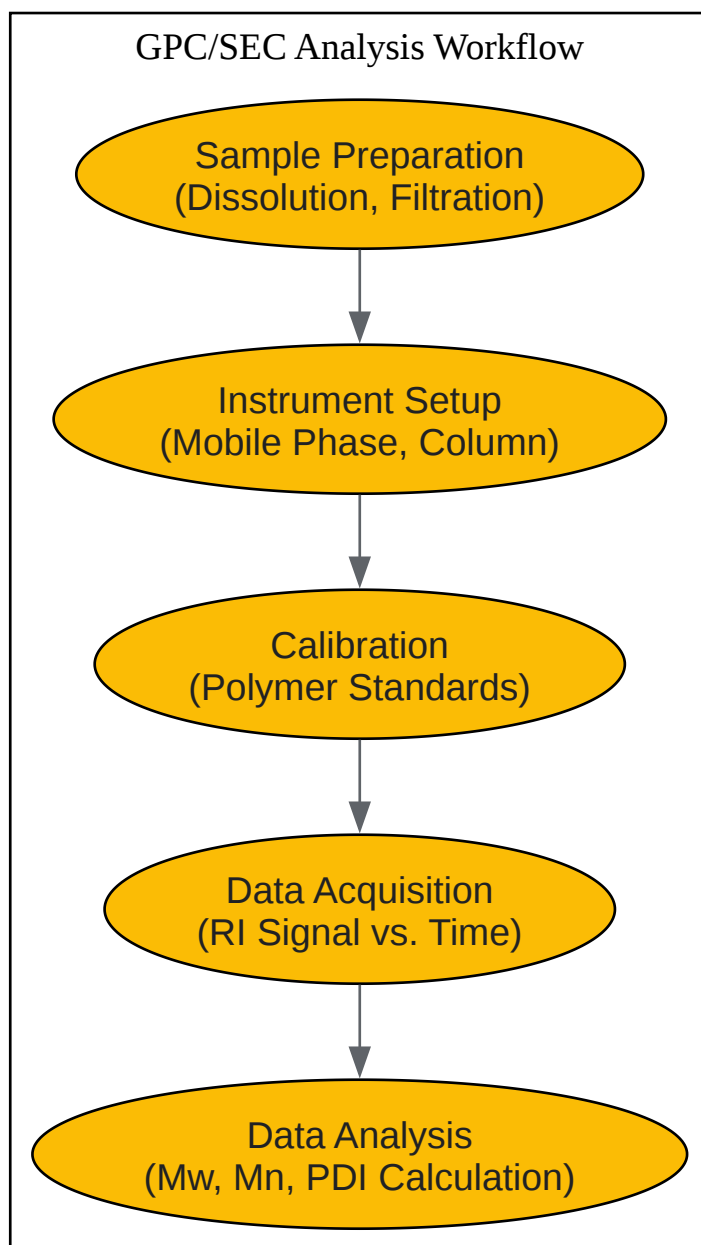 GPC/SEC Analysis Workflow
Sample Preparation
(Dissolution, Filtration)
Instrument Setup
(Mobile Phase, Column)
Calibration
(Polymer Standards)
Data Acquisition
(RI Signal vs. Time)
Data Analysis
(Mw, Mn, PDI Calculation)